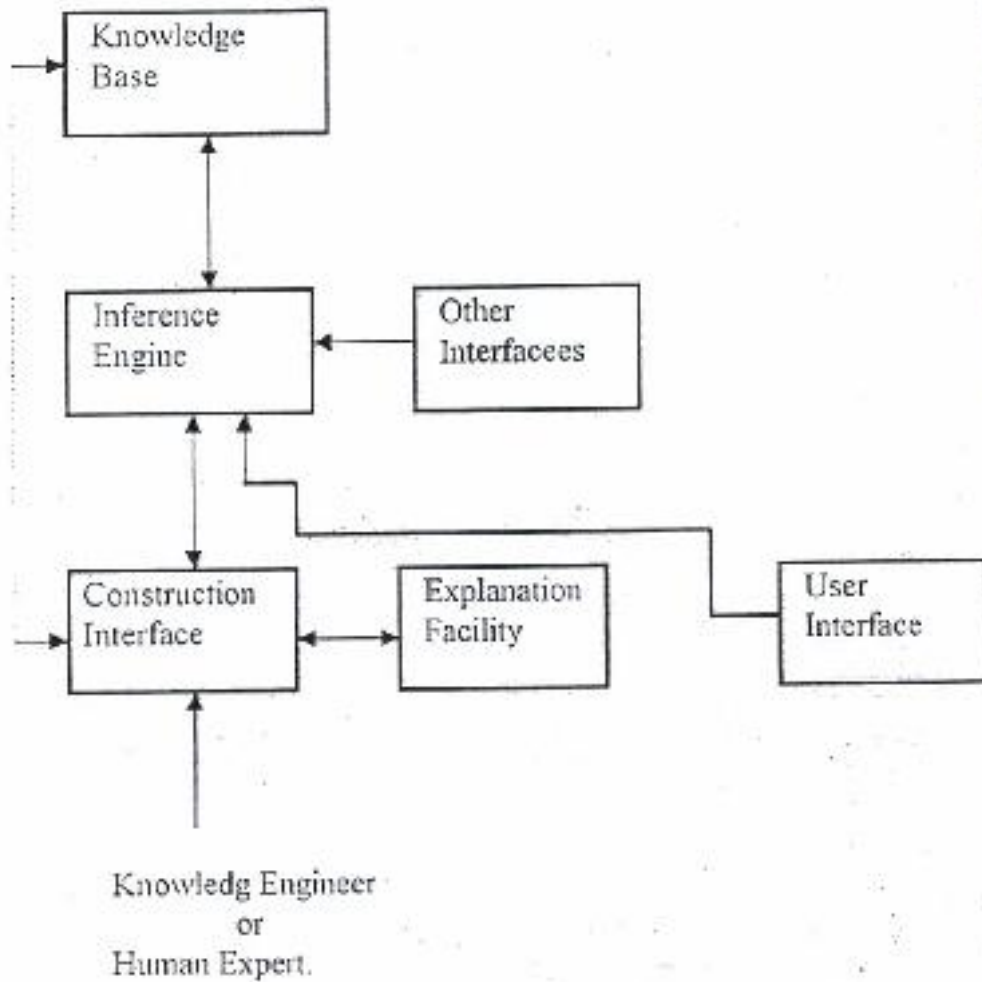 Knowledge
Base
Inference
Engine
Other
Interfacees
Construction
Interface
Explanation
Facility
User
Interface
Knowledg Engineer
or
Human Expert.